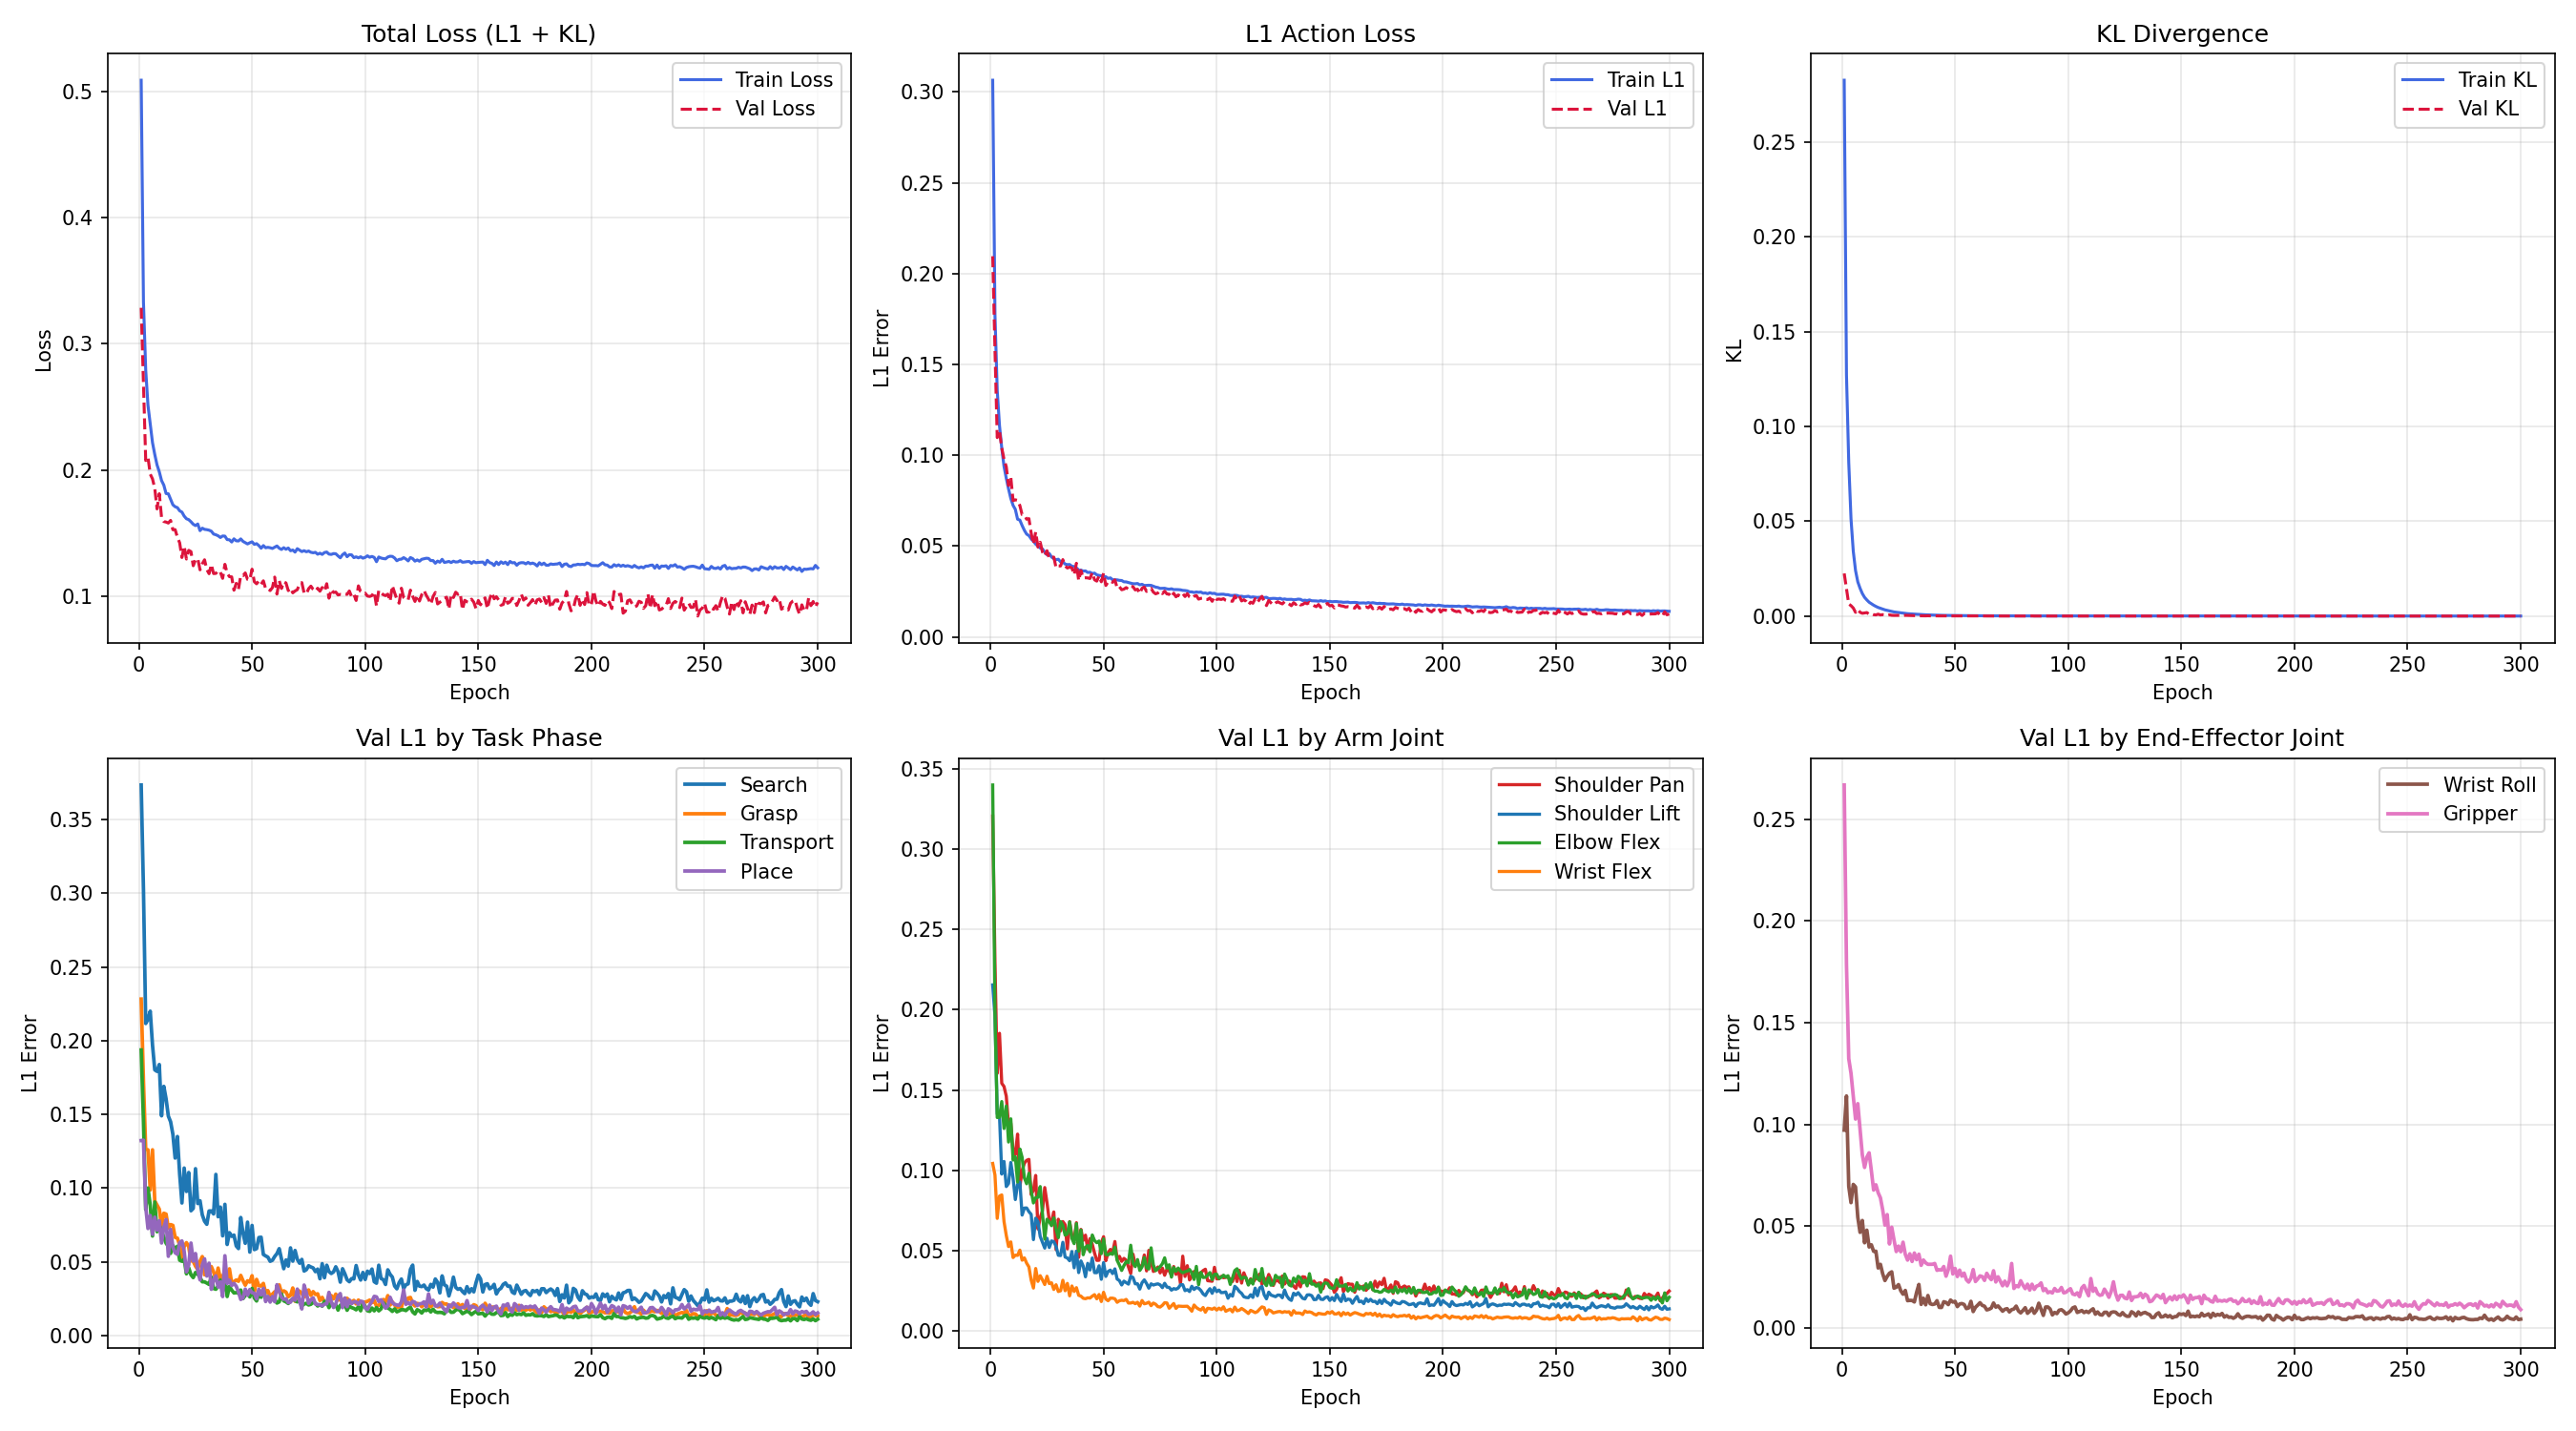 Total Loss (L1 + KL)
Train Loss
Val Loss
0.5
0.4
0.3
0.2
0.1
Loss
0 50 100 150 200 250 300
Epoch
L1 Action Loss
Train L1
Val L1
0.30
0.25
0.20
0.15
0.10
0.05
0.00
L1 Error
0 50 100 150 200 250 300
Epoch
KL Divergence
Train KL
Val KL
0.25
0.20
0.15
0.10
0.05
0.00
KL
0 50 100 150 200 250 300
Epoch
Val L1 by Task Phase
Search
Grasp
Transport
Place
0.35
0.30
0.25
0.20
0.15
0.10
0.05
0.00
L1 Error
0 50 100 150 200 250 300
Epoch
Val L1 by Arm Joint
Shoulder Pan
Shoulder Lift
Elbow Flex
Wrist Flex
0.35
0.30
0.25
0.20
0.15
0.10
0.05
0.00
L1 Error
0 50 100 150 200 250 300
Epoch
Val L1 by End-Effector Joint
Wrist Roll
Gripper
0.25
0.20
0.15
0.10
0.05
0.00
L1 Error
0 50 100 150 200 250 300
Epoch